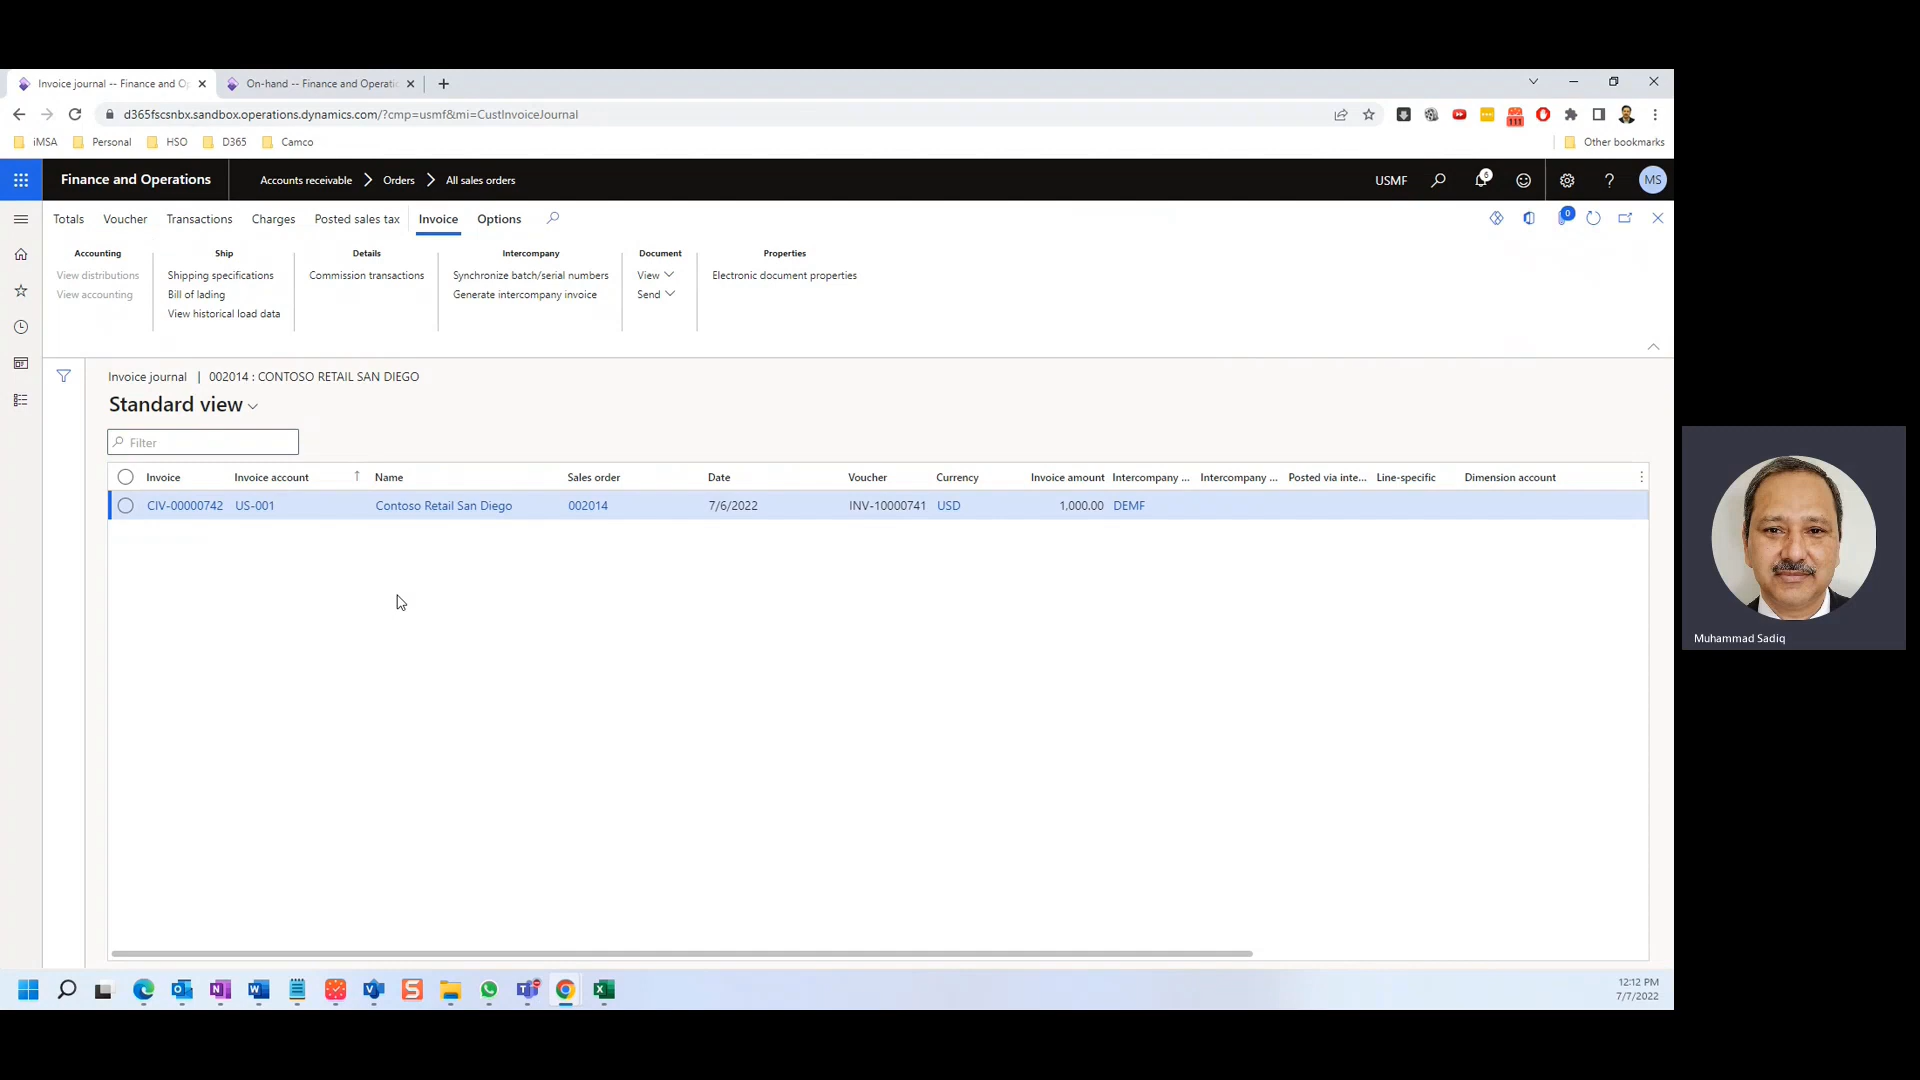 Invoice journal -- Finance and Op
On-hand -- Finance and Operati
d365fscsnbx.sandbox.operations.dynamics.com/?cmp=usmf&mi=CustInvoiceJournal
111
iMSA Personal HSO D365 Camco Other bookmarks
Finance and Operations Accounts receivable Orders All sales orders USMF 6 ? MS
Totals Voucher Transactions Charges Posted sales tax Invoice Options 0
Accounting Ship Details Intercompany Document Properties
View distributions Shipping specifications Commission transactions Synchronize batch/serial numbers View Electronic document properties
View accounting Bill of lading Generate intercompany invoice Send
View historical load data
Invoice journal | 002014 : CONTOSO RETAIL SAN DIEGO
Standard view
Filter
Invoice Invoice account Name Sales order Date Voucher Currency Invoice amount Intercompany ... Intercompany ... Posted via inte... Line-specific Dimension account
CIV-00000742 US-001 Contoso Retail San Diego 002014 7/6/2022 INV-10000741 USD 1,000.00 DEMF
Muhammad Sadiq
12:12 PM
7/7/2022